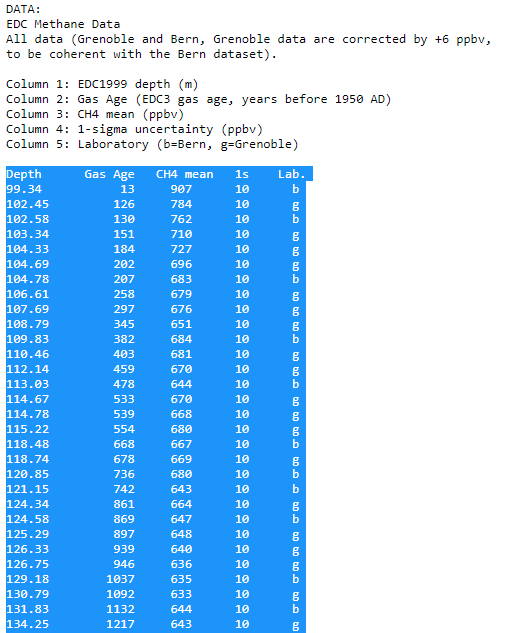 DATA:
EDC Methane Data
All data (Grenoble and Bern, Grenoble data are corrected by +6 ppbv,
to be coherent with the Bern dataset).
Column 1: EDC1999 depth (m)
Column 2: Gas Age (EDC3 gas age, years before 1950 AD)
Column 3: CH4 mean (ppbv)
Column 4: 1-sigma uncertainty (ppbv)
Column 5: Laboratory (b=Bern, g=Grenoble)
Depth Gas Age CH4 mean 1s Lab.
99.34 13 907 10 b
102.45 126 784 10 g
102.58 130 762 10 b
103.34 151 710 10 g
104.33 184 727 10 g
104.69 202 696 10 g
104.78 207 683 10 b
106.61 258 679 10 g
107.69 297 676 10 g
108.79 345 651 10 g
109.83 382 684 10 b
110.46 403 681 10 g
112.14 459 670 10 g
113.03 478 644 10 b
114.67 533 670 10 g
114.78 539 668 10 g
115.22 554 680 10 g
118.48 668 667 10 b
118.74 678 669 10 g
120.85 736 680 10 b
121.15 742 643 10 b
124.34 861 664 10 g
124.58 869 647 10 b
125.29 897 648 10 g
126.33 939 640 10 g
126.75 946 636 10 g
129.18 1037 635 10 b
130.79 1092 633 10 g
131.83 1132 644 10 b
134.25 1217 643 10 g